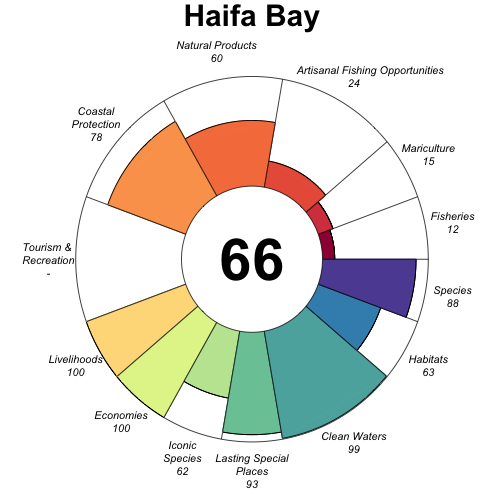 Haifa Bay
Natural Products
60
Artisanal Fishing Opportunities
24
Mariculture
15
Fisheries
12
Species
88
Habitats
63
Clean Waters
99
Lasting Special
Places
93
Iconic
Species
62
Economies
100
Livelihoods
100
Tourism &
Recreation
-
Coastal
Protection
78
66